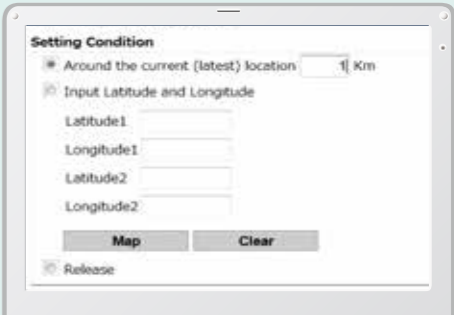 Setting Condition
Around the current (latest) location 1 Km
Input Latitude and Longitude
Latitude1
Longitude1
Latitude2
Longitude2
Map Clear
Release